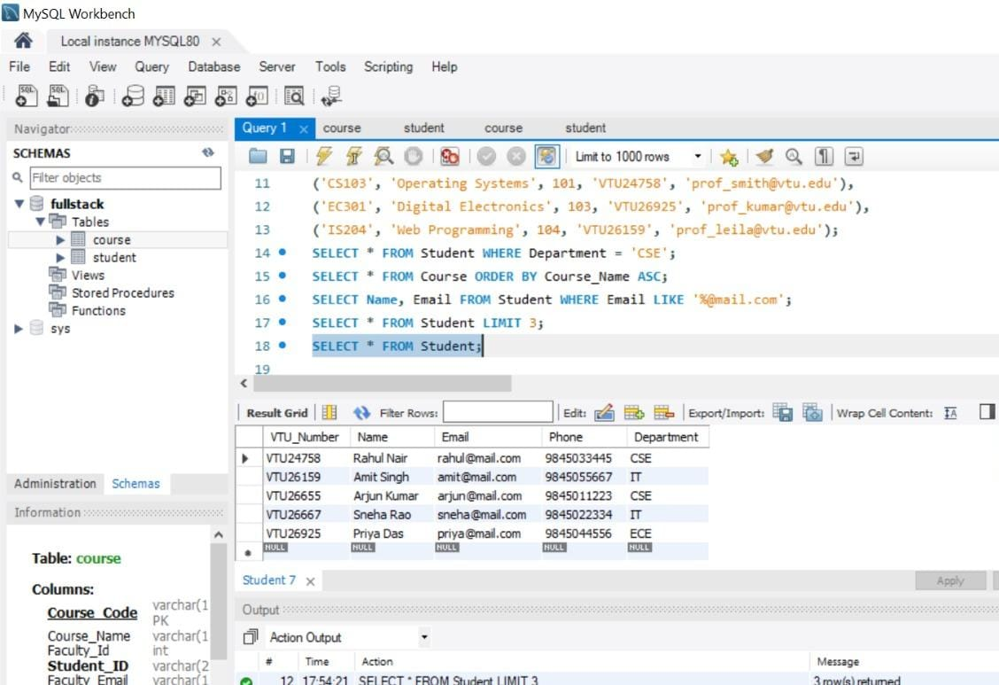 MySQL Workbench
Local instance MYSQL80
File Edit View Query Database Server Tools Scripting Help
Navigator
SCHEMAS
Filter objects
fullstack
Tables
course
student
Views
Stored Procedures
Functions
sys
Administration Schemas
Information
Table: course
Columns:
Course_Code varchar(1
PK
Course_Name varchar(1
Faculty_Id int
Student_ID varchar(2
Faculty_Email varchar(1
Query 1 course student course student
Limit to 1000 rows
11 ('CS103', 'Operating Systems', 101, 'VTU24758', 'prof_smith@vtu.edu'),
12 ('EC301', 'Digital Electronics', 103, 'VTU26925', 'prof_kumar@vtu.edu'),
13 ('IS204', 'Web Programming', 104, 'VTU26159', 'prof_leila@vtu.edu');
14 SELECT * FROM Student WHERE Department = 'CSE';
15 SELECT * FROM Course ORDER BY Course_Name ASC;
16 SELECT Name, Email FROM Student WHERE Email LIKE '%@mail.com';
17 SELECT * FROM Student LIMIT 3;
18 SELECT * FROM Student;
19
Result Grid Filter Rows: Edit: Export/Import: Wrap Cell Content:
VTU_Number Name Email Phone Department
VTU24758 Rahul Nair rahul@mail.com 9845033445 CSE
VTU26159 Amit Singh amit@mail.com 9845055667 IT
VTU26655 Arjun Kumar arjun@mail.com 9845011223 CSE
VTU26667 Sneha Rao sneha@mail.com 9845022334 IT
VTU26925 Priya Das priya@mail.com 9845044556 ECE
NULL NULL NULL NULL NULL
Student 7
Apply
Output
Action Output
# Time Action Message
12 17:54:21 SELECT * FROM Student LIMIT 3 3 row(s) returned